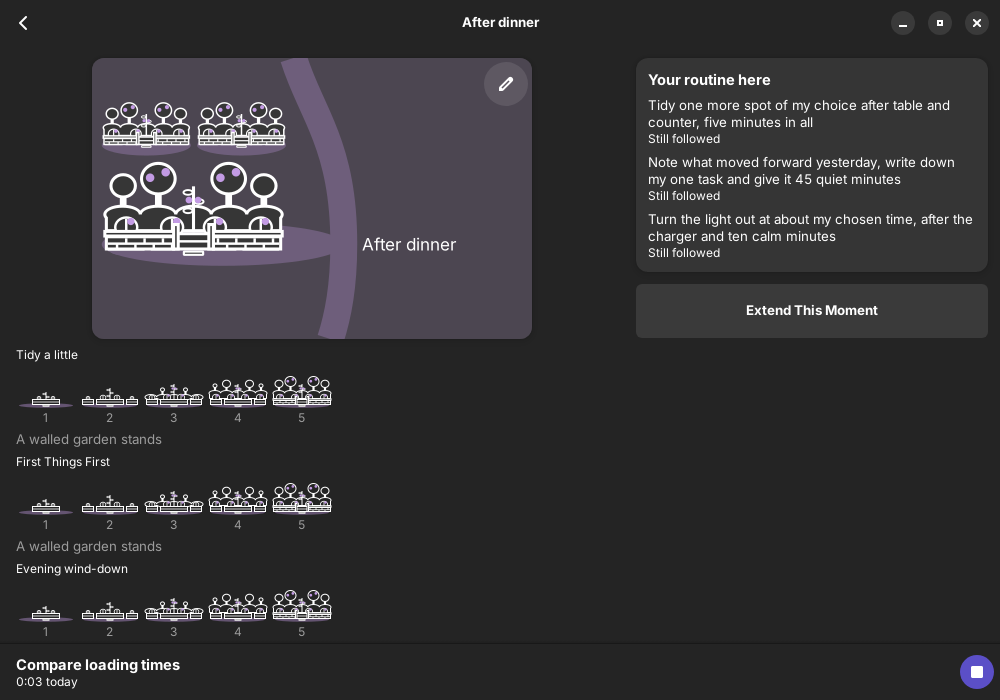 After dinner
After dinner
Your routine here
Tidy one more spot of my choice after table and
counter, five minutes in all
Still followed
Note what moved forward yesterday, write down
my one task and give it 45 quiet minutes
Still followed
Turn the light out at about my chosen time, after the
charger and ten calm minutes
Still followed
Extend This Moment
Tidy a little
1 2 3 4 5
A walled garden stands
First Things First
1 2 3 4 5
A walled garden stands
Evening wind-down
1 2 3 4 5
Compare loading times
0:03 today